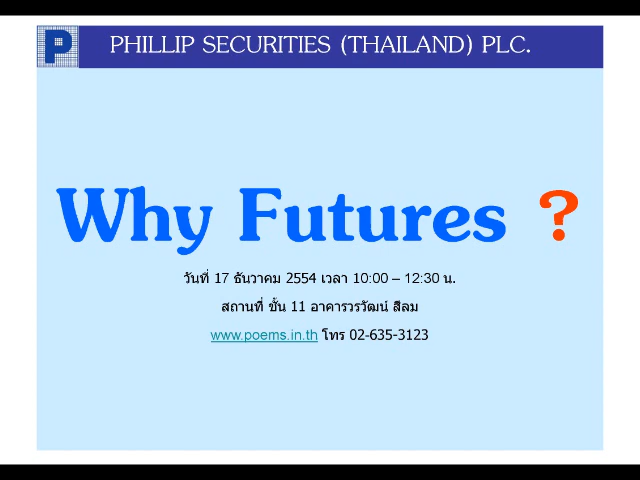 P PHILLIP SECURITIES (THAILAND) PLC.
Why Futures ?
วันที่ 17 ธันวาคม 2554 เวลา 10:00 – 12:30 น.
สถานที่ ชั้น 11 อาคารวรวัฒน์ สีลม
www.poems.in.th โทร 02-635-3123